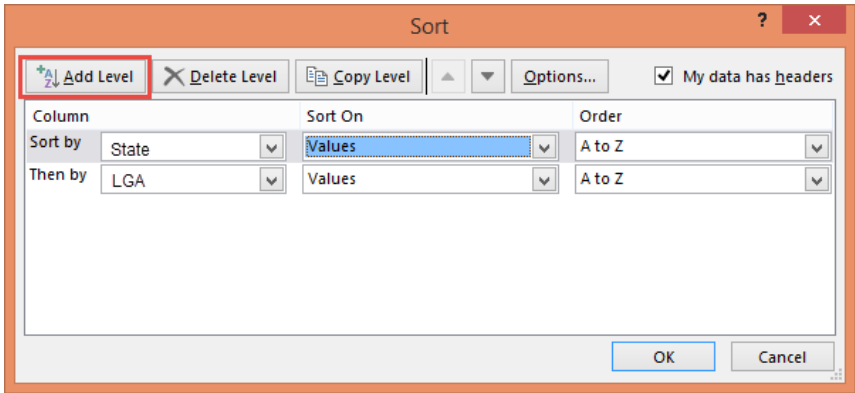 Sort ? ×
Add Level Delete Level Copy Level Options... My data has headers
Column Sort On Order
Sort by State Values A to Z
Then by LGA Values A to Z
OK Cancel